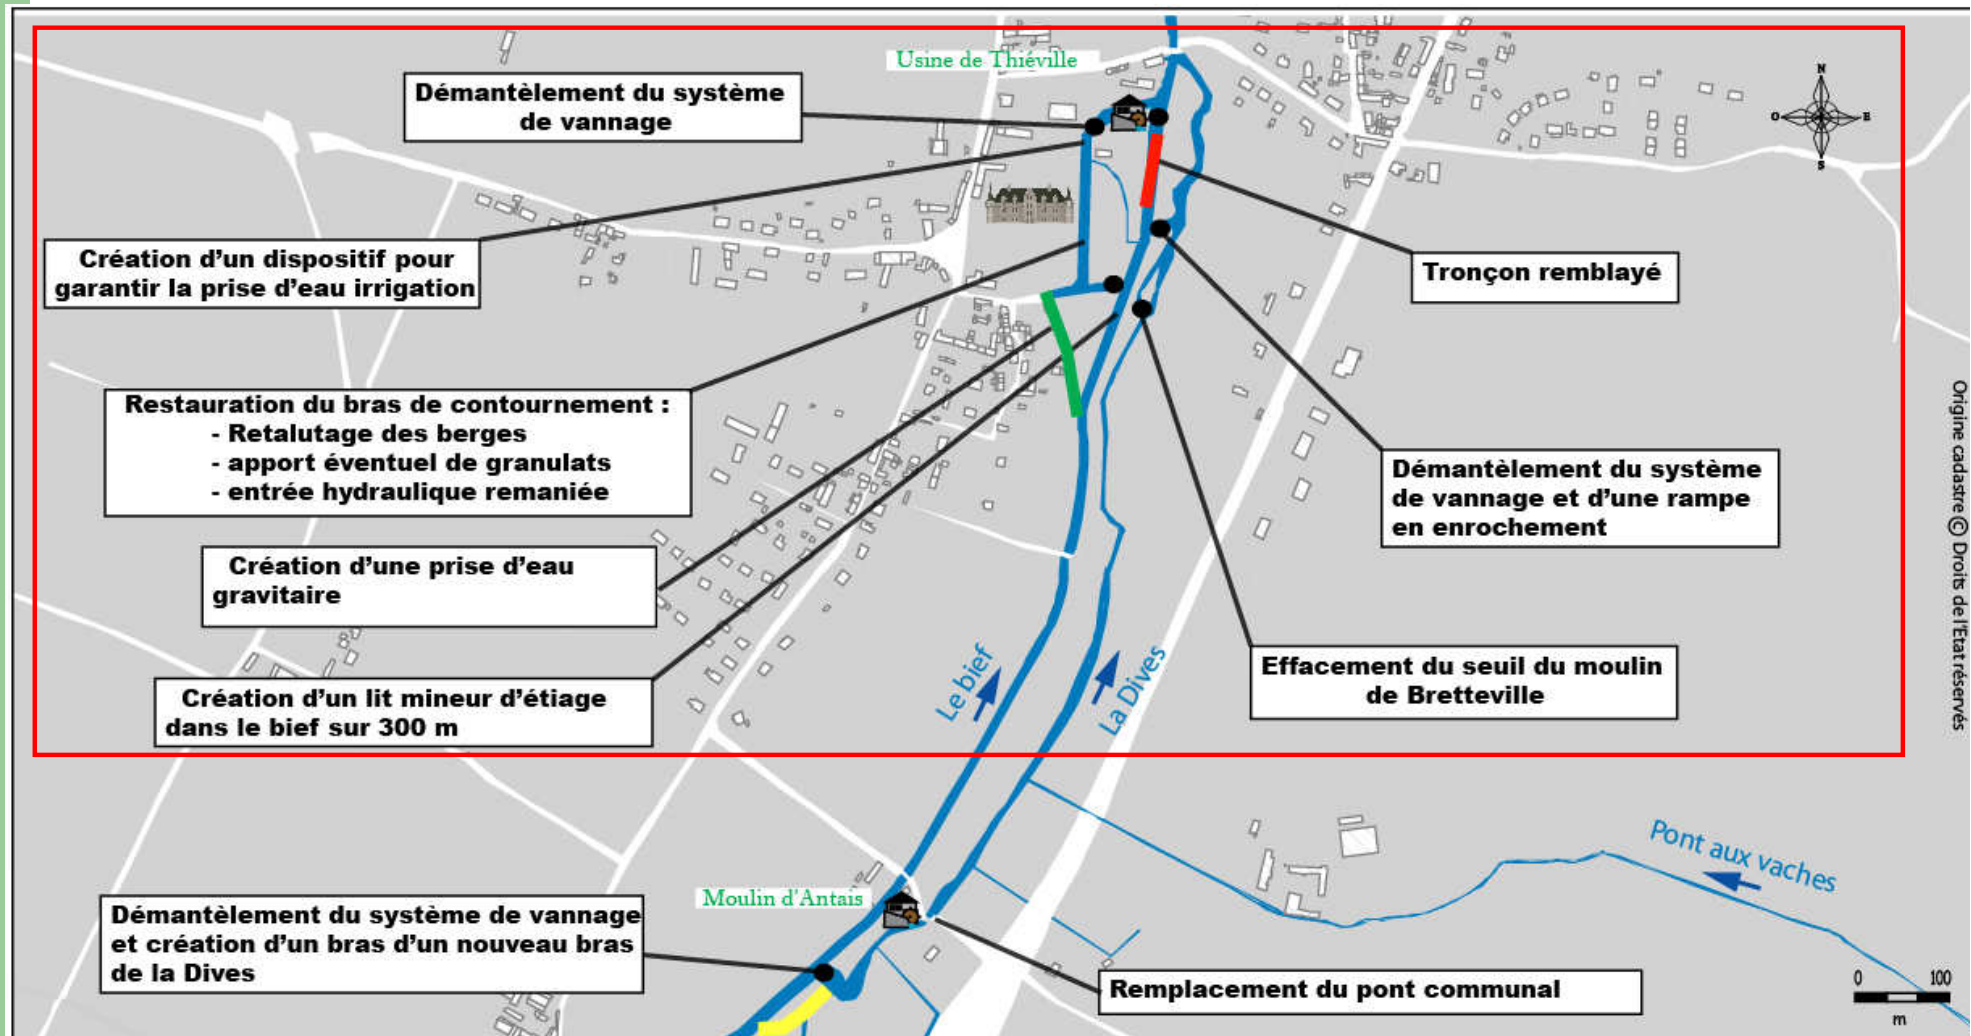 Usine de Thiéville
Démantèlement du système
de vannage
N
O
E
S
Création d'un dispositif pour
garantir la prise d'eau irrigation
Tronçon remblayé
Restauration du bras de contournement :
- Retalutage des berges
- apport éventuel de granulats
- entrée hydraulique remaniée
Démantèlement du système
de vannage et d'une rampe
en enrochement
Création d'une prise d'eau
gravitaire
Effacement du seuil du moulin
de Bretteville
Création d'un lit mineur d'étiage
dans le bief sur 300 m
Le bief
La Dives
Origine cadastre © Droits de l'Etat réservés
Pont aux vaches
Moulin d'Antais
Démantèlement du système de vannage
et création d'un bras d'un nouveau bras
de la Dives
Remplacement du pont communal
0 100
m